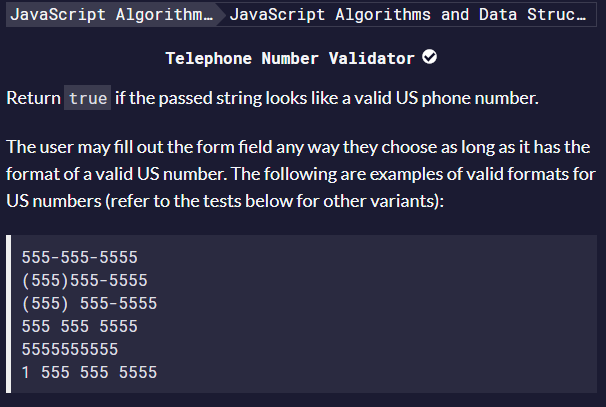 JavaScript Algorithm…
JavaScript Algorithms and Data Struc…
Telephone Number Validator
Return true if the passed string looks like a valid US phone number.
The user may fill out the form field any way they choose as long as it has the
format of a valid US number. The following are examples of valid formats for
US numbers (refer to the tests below for other variants):
555-555-5555
(555)555-5555
(555) 555-5555
555 555 5555
5555555555
1 555 555 5555